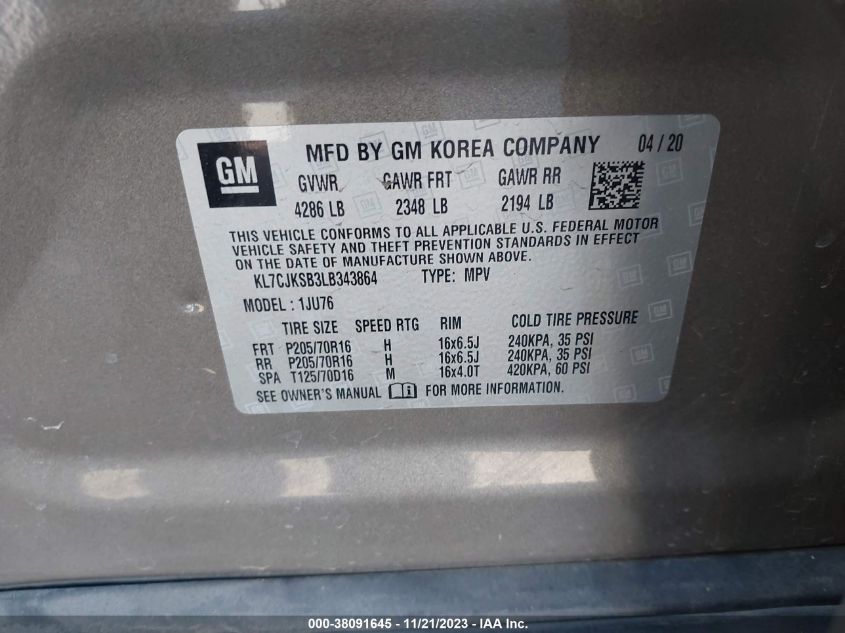 GM
MFD BY GM KOREA COMPANY 04 / 20
GVWR GAWR FRT GAWR RR
4286 LB 2348 LB 2194 LB
THIS VEHICLE CONFORMS TO ALL APPLICABLE U.S. FEDERAL MOTOR
VEHICLE SAFETY AND THEFT PREVENTION STANDARDS IN EFFECT
ON THE DATE OF MANUFACTURE SHOWN ABOVE.
KL7CJKSB3LB343864 TYPE: MPV
MODEL : 1JU76
TIRE SIZE SPEED RTG RIM COLD TIRE PRESSURE
FRT P205/70R16 H 16x6.5J 240KPA, 35 PSI
RR P205/70R16 H 16x6.5J 240KPA, 35 PSI
SPA T125/70D16 M 16x4.0T 420KPA, 60 PSI
SEE OWNER'S MANUAL FOR MORE INFORMATION.
000-38091645 - 11/21/2023 - IAA Inc.